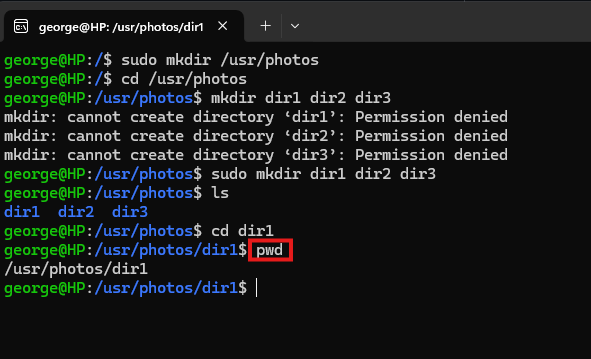 george@HP: /usr/photos/dir1
george@HP:/$ sudo mkdir /usr/photos
george@HP:/$ cd /usr/photos
george@HP:/usr/photos$ mkdir dir1 dir2 dir3
mkdir: cannot create directory ‘dir1’: Permission denied
mkdir: cannot create directory ‘dir2’: Permission denied
mkdir: cannot create directory ‘dir3’: Permission denied
george@HP:/usr/photos$ sudo mkdir dir1 dir2 dir3
george@HP:/usr/photos$ ls
dir1  dir2  dir3
george@HP:/usr/photos$ cd dir1
george@HP:/usr/photos/dir1$ pwd
/usr/photos/dir1
george@HP:/usr/photos/dir1$